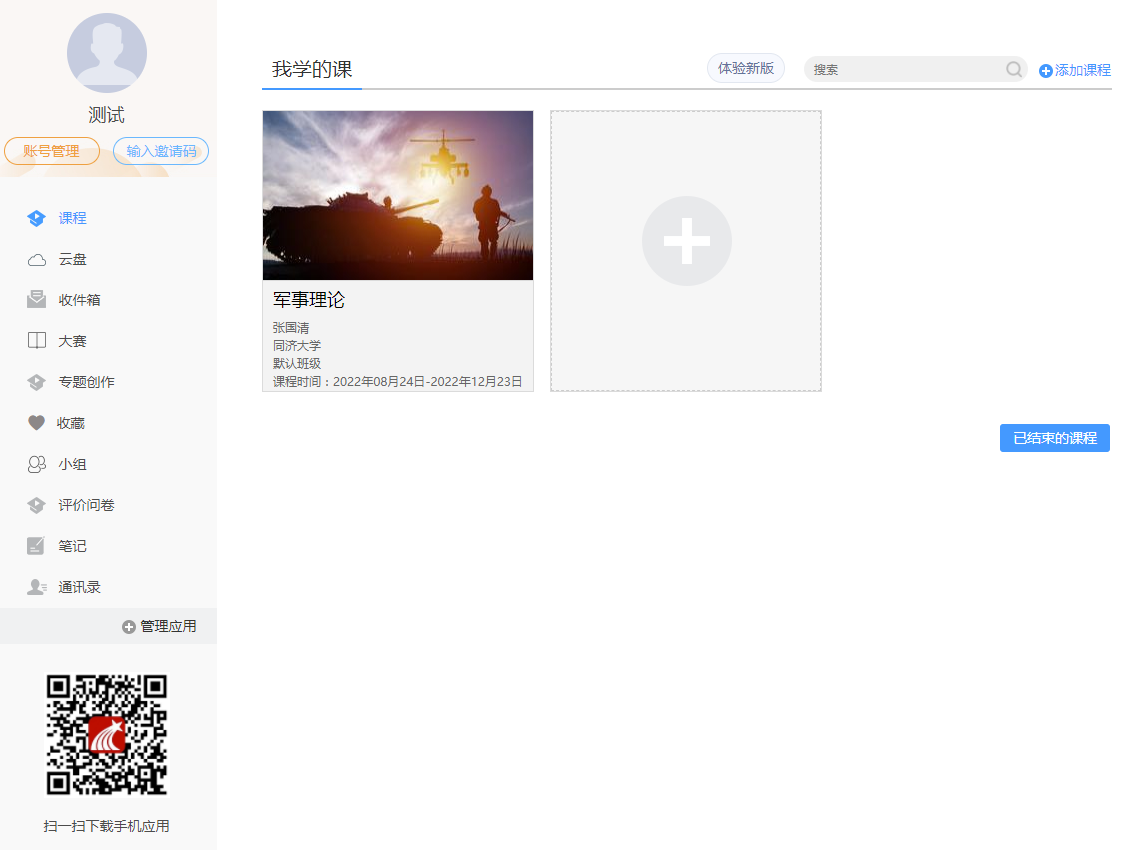 测试
账号管理
输入邀请码
课程
云盘
收件箱
大赛
专题创作
收藏
小组
评价问卷
笔记
通讯录
管理应用
扫一扫下载手机应用
我学的课
体验新版
搜索
添加课程
军事理论
张国清
同济大学
默认班级
课程时间：2022年08月24日-2022年12月23日
已结束的课程